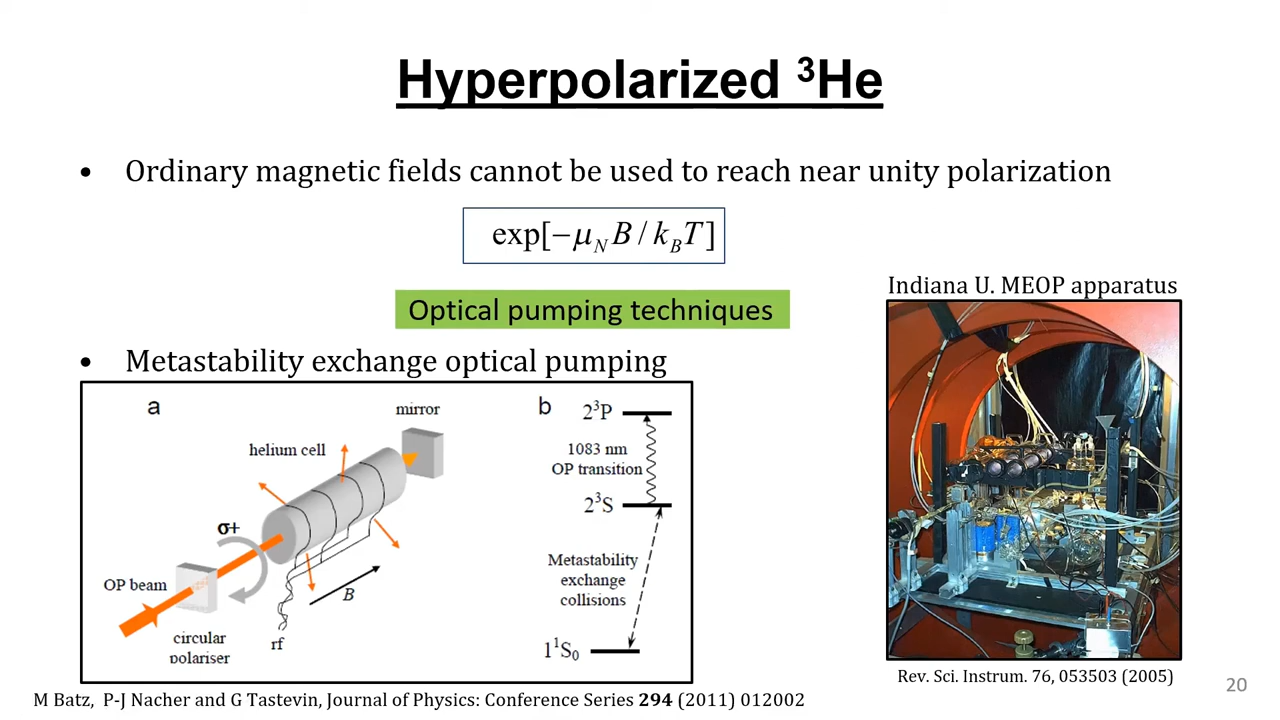 Hyperpolarized ³He
• Ordinary magnetic fields cannot be used to reach near unity polarization
exp[−μ_N B / k_B T]
Optical pumping techniques
Indiana U. MEOP apparatus
• Metastability exchange optical pumping
a
mirror
helium cell
σ+
OP beam
B
circular
polariser
rf
b
2³P
1083 nm
OP transition
2³S
Metastability
exchange
collisions
1¹S₀
Rev. Sci. Instrum. 76, 053503 (2005)
M Batz, P-J Nacher and G Tastevin, Journal of Physics: Conference Series 294 (2011) 012002
20